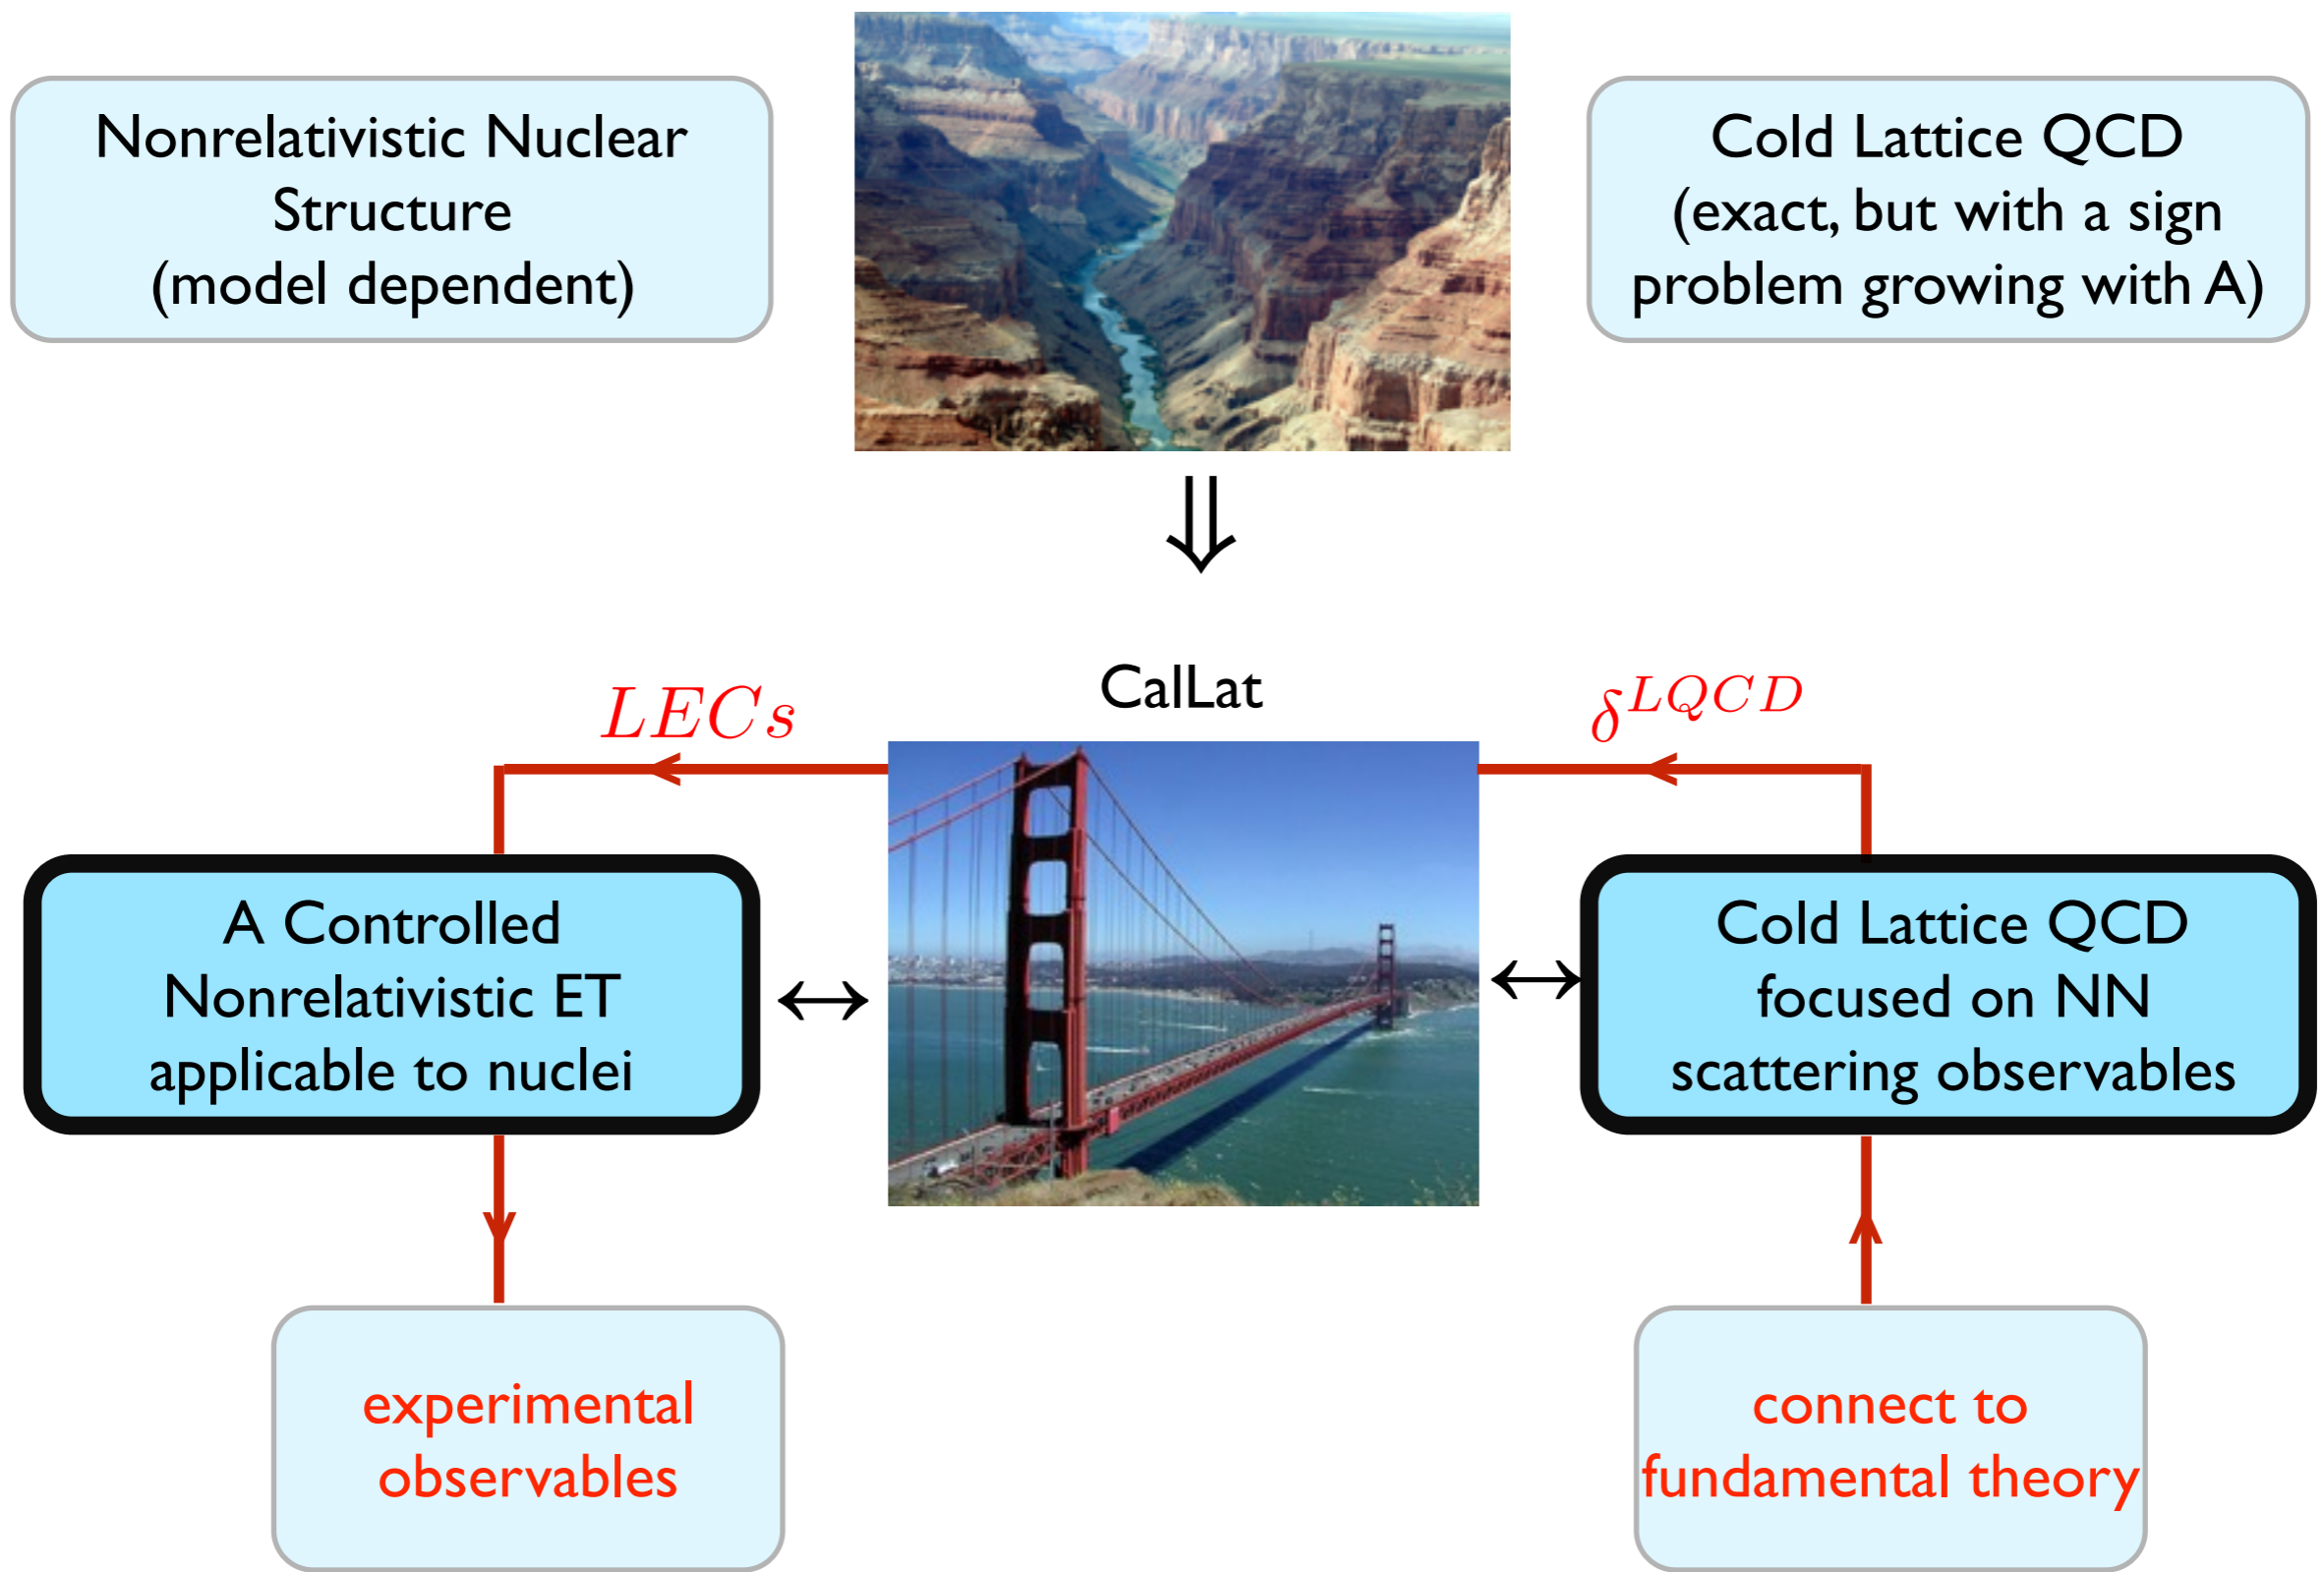 Nonrelativistic Nuclear
Structure
(model dependent)
Cold Lattice QCD
(exact, but with a sign
problem growing with A)
CalLat
LECs
δ^{LQCD}
A Controlled
Nonrelativistic ET
applicable to nuclei
Cold Lattice QCD
focused on NN
scattering observables
experimental
observables
connect to
fundamental theory